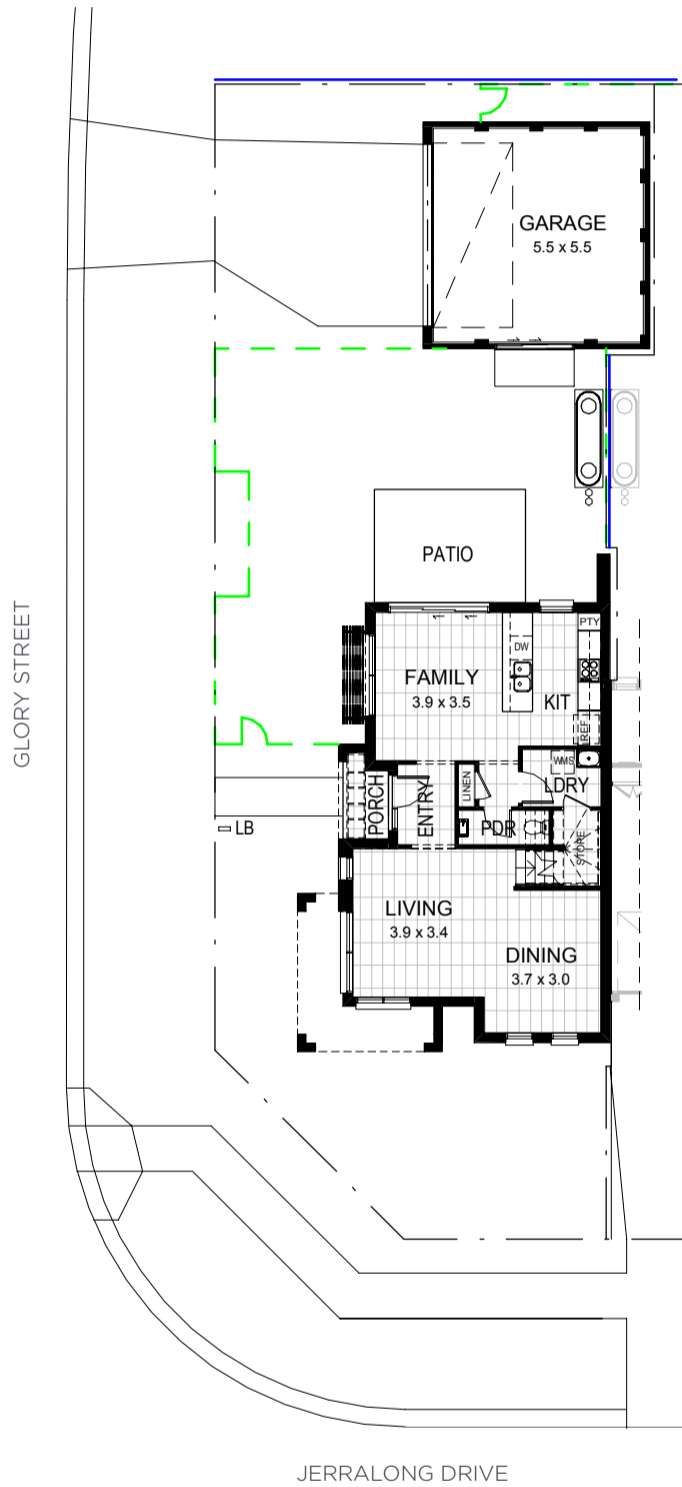 GARAGE
5.5 x 5.5
GLORY STREET
PATIO
PTY
DW
FAMILY
3.9 x 3.5
KIT
REF
WMS
LDRY
LINEN
PORCH
ENTRY
PDR
STORE
LB
LIVING
3.9 x 3.4
DINING
3.7 x 3.0
JERRALONG DRIVE